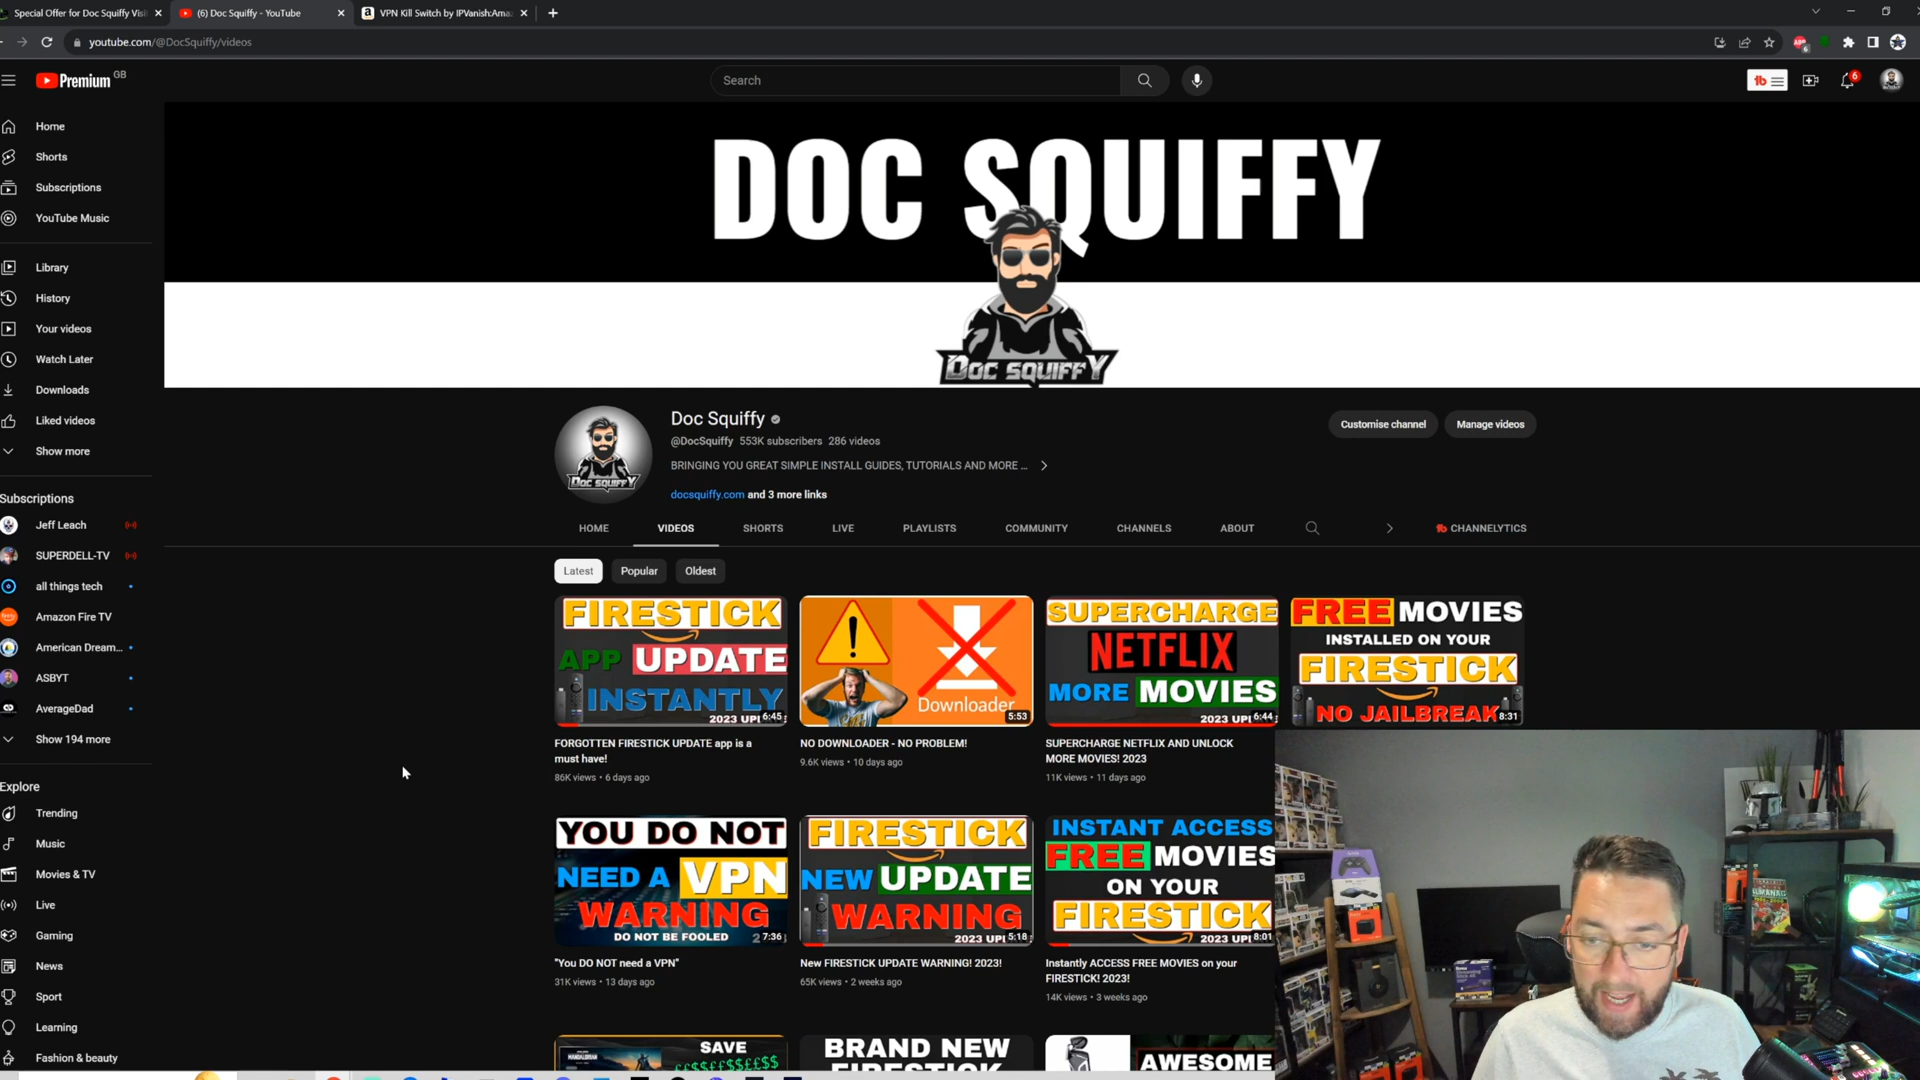 Special Offer for Doc Squiffy Visi
(6) Doc Squiffy - YouTube
VPN Kill Switch by IPVanish:Ama
youtube.com/@DocSquiffy/videos
Premium GB
Search
6
Home
Shorts
Subscriptions
YouTube Music
Library
History
Your videos
Watch Later
Downloads
Liked videos
Show more
Subscriptions
Jeff Leach
SUPERDELL-TV
all things tech
Amazon Fire TV
American Dream...
ASBYT
AverageDad
Show 194 more
Explore
Trending
Music
Movies & TV
Live
Gaming
News
Sport
Learning
Fashion & beauty
DOC SQUIFFY
DOC SQUIFFY
DOC SQUIFFY
Doc Squiffy
@DocSquiffy 553K subscribers 286 videos
BRINGING YOU GREAT SIMPLE INSTALL GUIDES, TUTORIALS AND MORE ...
docsquiffy.com and 3 more links
Customise channel
Manage videos
HOME
VIDEOS
SHORTS
LIVE
PLAYLISTS
COMMUNITY
CHANNELS
ABOUT
CHANNELYTICS
Latest
Popular
Oldest
FIRESTICK
APP UPDATE
INSTANTLY
2023 UP
6:45
FORGOTTEN FIRESTICK UPDATE app is a
must have!
86K views • 6 days ago
Downloader
5:53
NO DOWNLOADER - NO PROBLEM!
9.6K views • 10 days ago
SUPERCHARGE
NETFLIX
MORE MOVIES
2023 UP
6:44
SUPERCHARGE NETFLIX AND UNLOCK
MORE MOVIES! 2023
11K views • 11 days ago
FREE MOVIES
INSTALLED ON YOUR
FIRESTICK
NO JAILBREAK
8:31
YOU DO NOT
NEED A VPN
WARNING
DO NOT BE FOOLED
7:36
"You DO NOT need a VPN"
31K views • 13 days ago
FIRESTICK
NEW UPDATE
WARNING
2023 UP
5:18
New FIRESTICK UPDATE WARNING! 2023!
65K views • 2 weeks ago
INSTANT ACCESS
FREE MOVIES
ON YOUR
FIRESTICK
2023 UP
8:01
Instantly ACCESS FREE MOVIES on your
FIRESTICK! 2023!
14K views • 3 weeks ago
MANDALORIAN
SAVE
££$$££$$££$$
BRAND NEW
FIRESTICK
AWESOME
ALMANAC